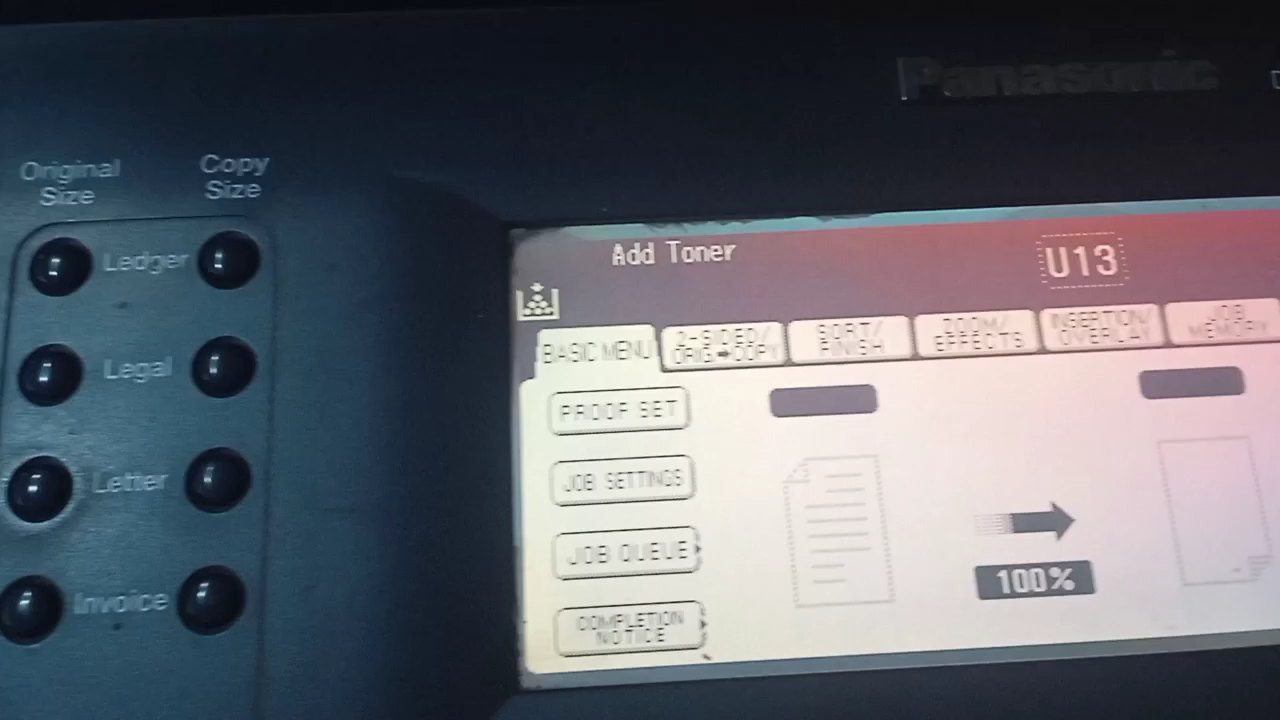 Panasonic
Original
Size
Copy
Size
Ledger
Legal
Letter
Invoice
Add Toner
U13
BASIC MENU
2-SIDED/
ORIG.➡COPY
SORT/
FINISH
ZOOM/
EFFECTS
INSERTION/
OVERLAY
JOB
MEMORY
PROOF SET
JOB SETTINGS
JOB QUEUE
COMPLETION
NOTICE
100%